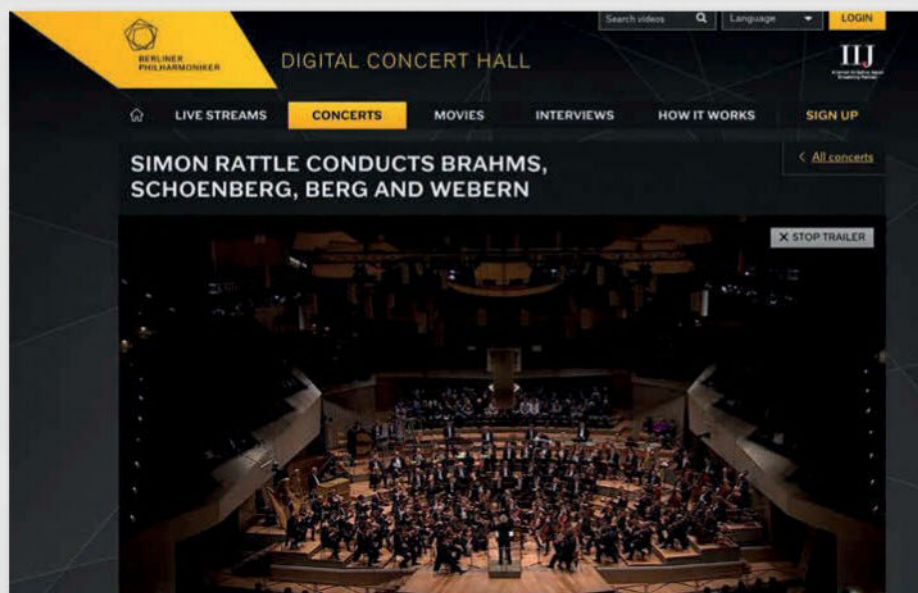 Search videos
Language
LOGIN
BERLINER
PHILHARMONIKER
DIGITAL CONCERT HALL
IIJ
LIVE STREAMS
CONCERTS
MOVIES
INTERVIEWS
HOW IT WORKS
SIGN UP
SIMON RATTLE CONDUCTS BRAHMS,
SCHOENBERG, BERG AND WEBERN
< All concerts
X STOP TRAILER